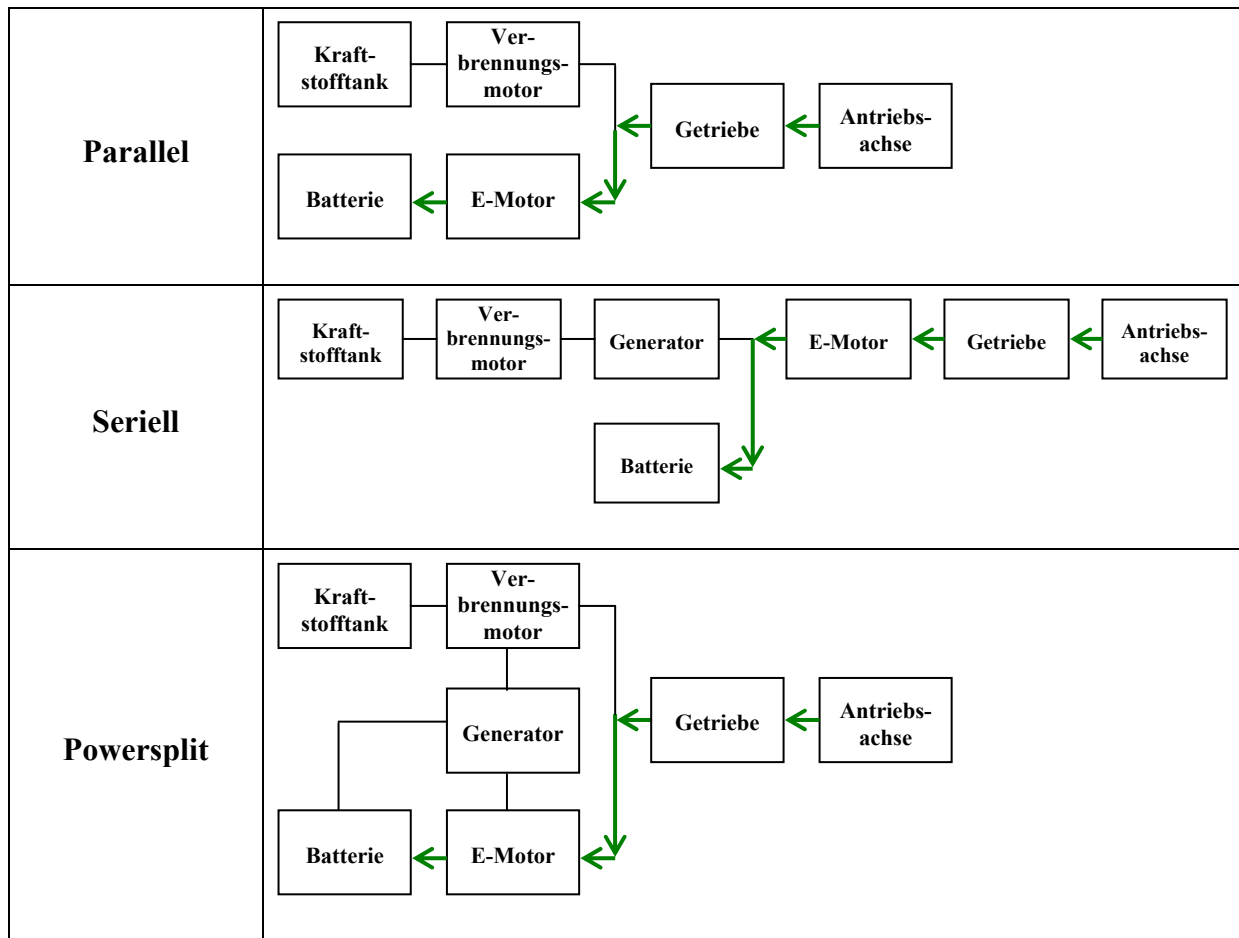 Parallel
Kraft-
stofftank
Ver-
brennungs-
motor
Getriebe
Antriebs-
achse
Batterie
E-Motor
Seriell
Kraft-
stofftank
Ver-
brennungs-
motor
Generator
E-Motor
Getriebe
Antriebs-
achse
Batterie
Powersplit
Kraft-
stofftank
Ver-
brennungs-
motor
Generator
Getriebe
Antriebs-
achse
Batterie
E-Motor